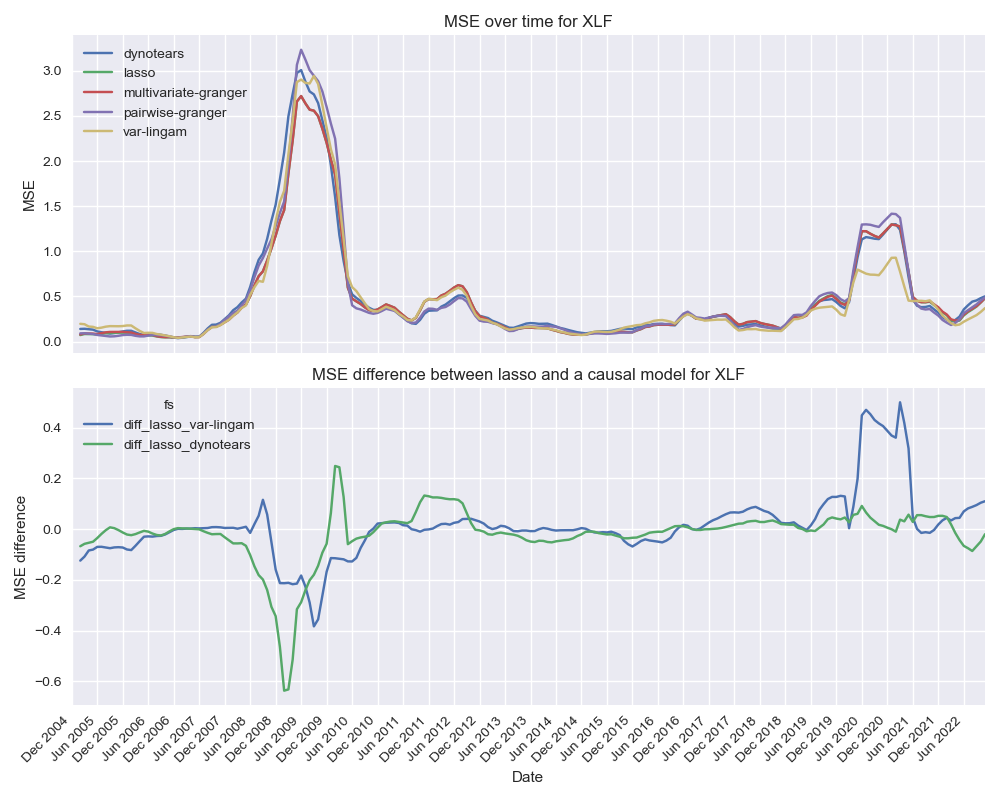 MSE over time for XLF
dynotears
lasso
multivariate-granger
pairwise-granger
var-lingam
3.0
2.5
2.0
1.5
1.0
0.5
0.0
MSE
MSE difference between lasso and a causal model for XLF
fs
diff_lasso_var-lingam
diff_lasso_dynotears
0.4
0.2
0.0
−0.2
−0.4
−0.6
MSE difference
Dec 2004
Jun 2005
Dec 2005
Jun 2006
Dec 2006
Jun 2007
Dec 2007
Jun 2008
Dec 2008
Jun 2009
Dec 2009
Jun 2010
Dec 2010
Jun 2011
Dec 2011
Jun 2012
Dec 2012
Jun 2013
Dec 2013
Jun 2014
Dec 2014
Jun 2015
Dec 2015
Jun 2016
Dec 2016
Jun 2017
Dec 2017
Jun 2018
Dec 2018
Jun 2019
Dec 2019
Jun 2020
Dec 2020
Jun 2021
Dec 2021
Jun 2022
Date